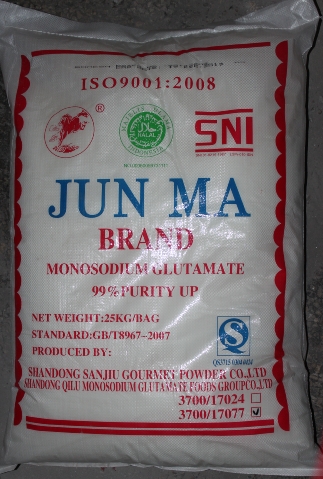 ISO9001:2008
®
HALAL
SNI
JUN MA
BRAND
MONOSODIUM GLUTAMATE
99%PURITY UP
NET WEIGHT:25KG/BAG
STANDARD:GB/T8967-2007
PRODUCED BY:
SHANDONG SANJIU GOURMET POWDER CO.,LTD
SHANDONG QILU MONOSODIUM GLUTAMATE FOODS GROUPCO.,LTD
3700/17024
3700/17077